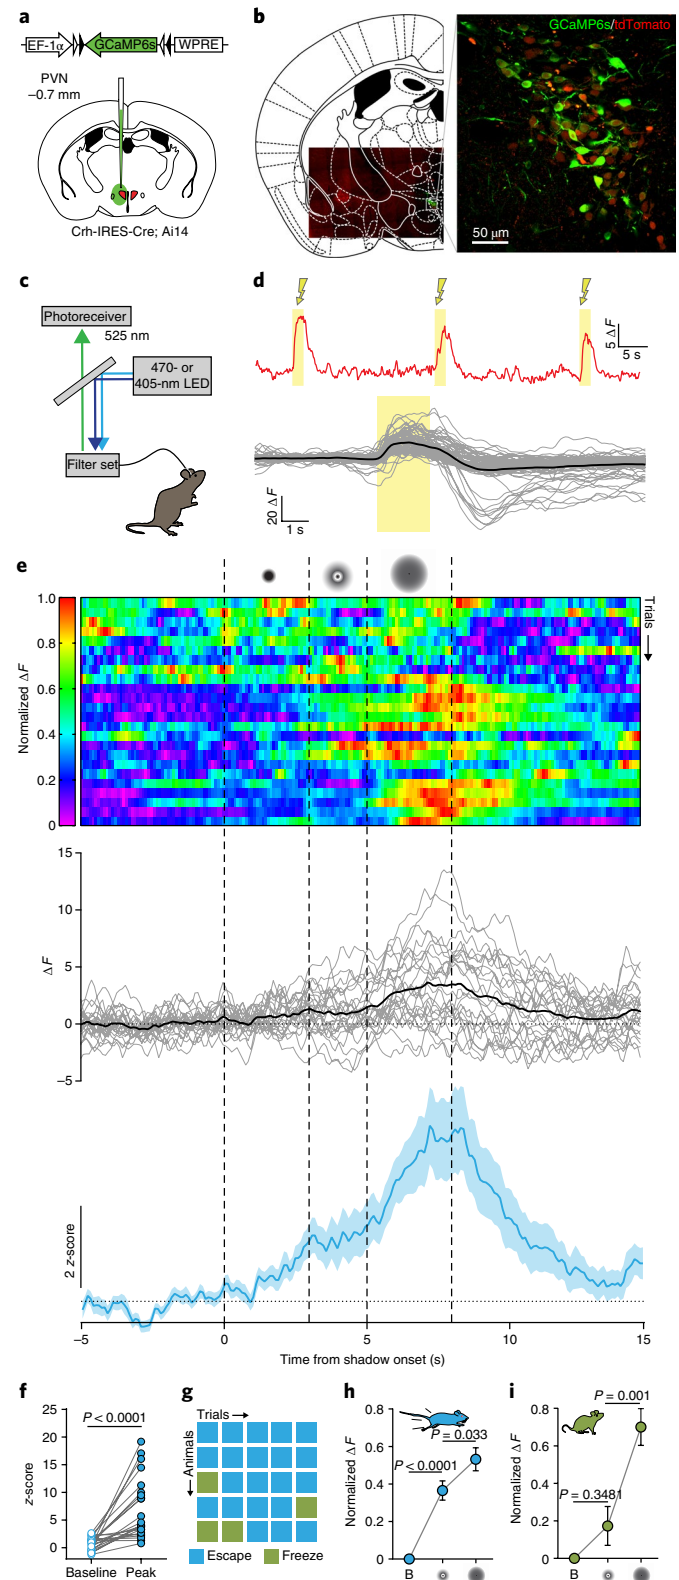 a
EF-1α GCaMP6s WPRE
PVN
−0.7 mm
Crh-IRES-Cre; Ai14
b
GCaMP6s/tdTomato
50 μm
c
Photoreceiver
525 nm
470- or
405-nm LED
Filter set
d
5 ΔF
5 s
20 ΔF
1 s
e
Normalized ΔF
1.0
0.8
0.6
0.4
0.2
0
Trials
ΔF
15
10
5
0
−5
2 z-score
−5 0 5 10 15
Time from shadow onset (s)
f
z-score
25
20
15
10
5
0
P < 0.0001
Baseline Peak
g
Trials
Animals
Escape Freeze
h
Normalized ΔF
0.8
0.6
0.4
0.2
0
P = 0.033
P < 0.0001
B
i
Normalized ΔF
0.8
0.6
0.4
0.2
0
P = 0.001
P = 0.3481
B